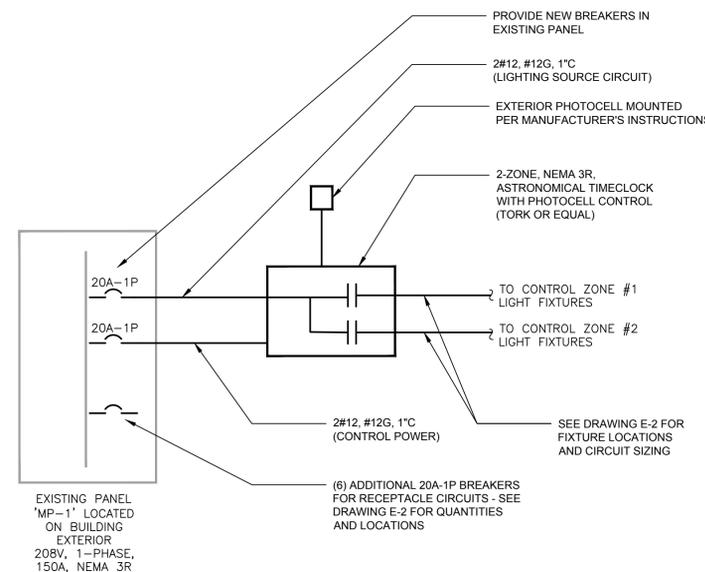 PROVIDE NEW BREAKERS IN
EXISTING PANEL
2#12, #12G, 1"C
(LIGHTING SOURCE CIRCUIT)
EXTERIOR PHOTOCELL MOUNTED
PER MANUFACTURER'S INSTRUCTIONS
2-ZONE, NEMA 3R,
ASTRONOMICAL TIMECLOCK
WITH PHOTOCELL CONTROL
(TORK OR EQUAL)
20A-1P
TO CONTROL ZONE #1
LIGHT FIXTURES
20A-1P
TO CONTROL ZONE #2
LIGHT FIXTURES
2#12, #12G, 1"C
(CONTROL POWER)
SEE DRAWING E-2 FOR
FIXTURE LOCATIONS
AND CIRCUIT SIZING
(6) ADDITIONAL 20A-1P BREAKERS
FOR RECEPTACLE CIRCUITS - SEE
DRAWING E-2 FOR QUANTITIES
AND LOCATIONS
EXISTING PANEL
'MP-1' LOCATED
ON BUILDING
EXTERIOR
208V, 1-PHASE,
150A, NEMA 3R